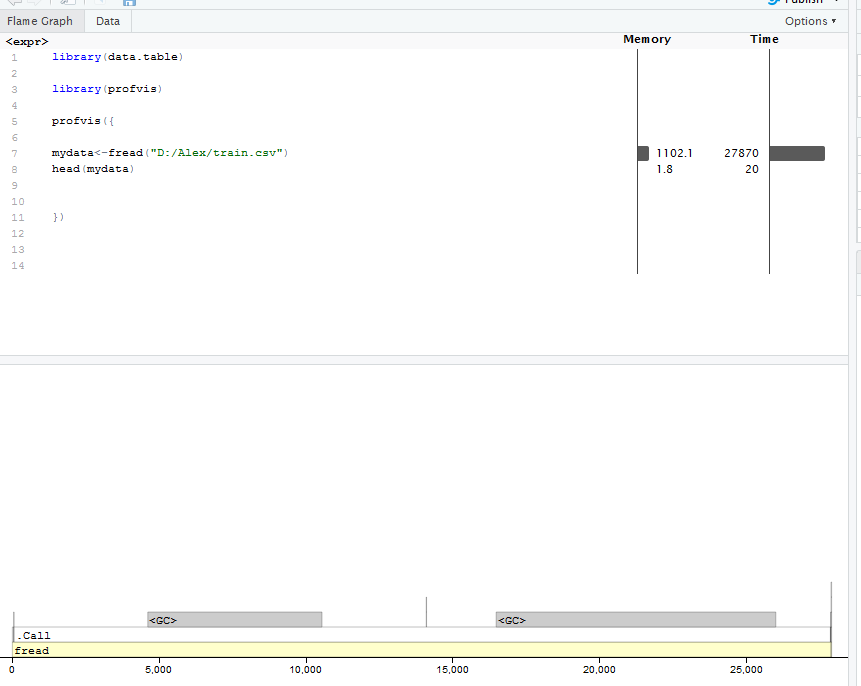 Publish
Flame Graph Data Options ▾
<expr> Memory Time
1 library(data.table)
2
3 library(profvis)
4
5 profvis({
6
7 mydata<-fread("D:/Alex/train.csv") 1102.1 27870
8 head(mydata) 1.8 20
9
10
11 })
12
13
14
<GC> <GC>
.Call
fread
0 5,000 10,000 15,000 20,000 25,000